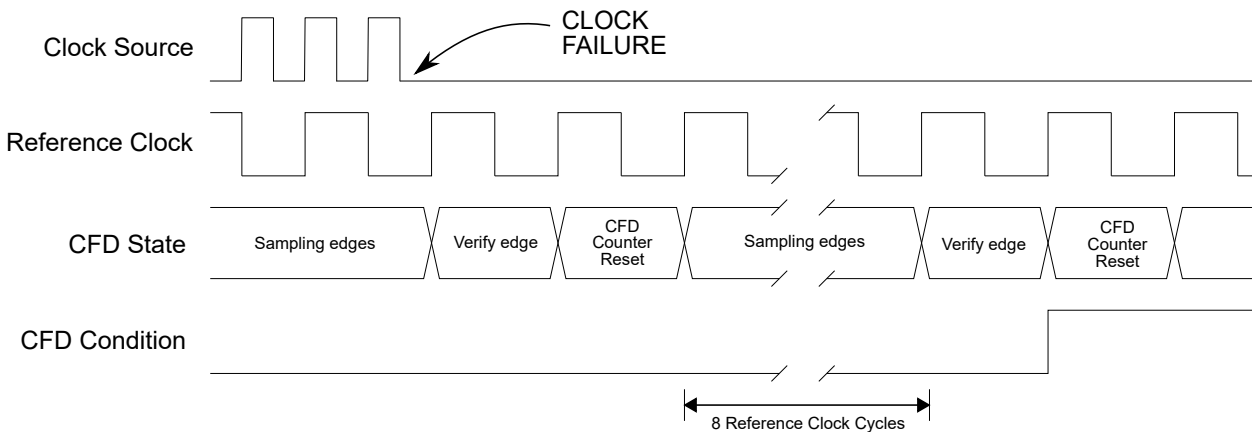 CLOCK
FAILURE
Clock Source
Reference Clock
CFD State
Sampling edges
Verify edge
CFD
Counter
Reset
Sampling edges
Verify edge
CFD
Counter
Reset
CFD Condition
8 Reference Clock Cycles